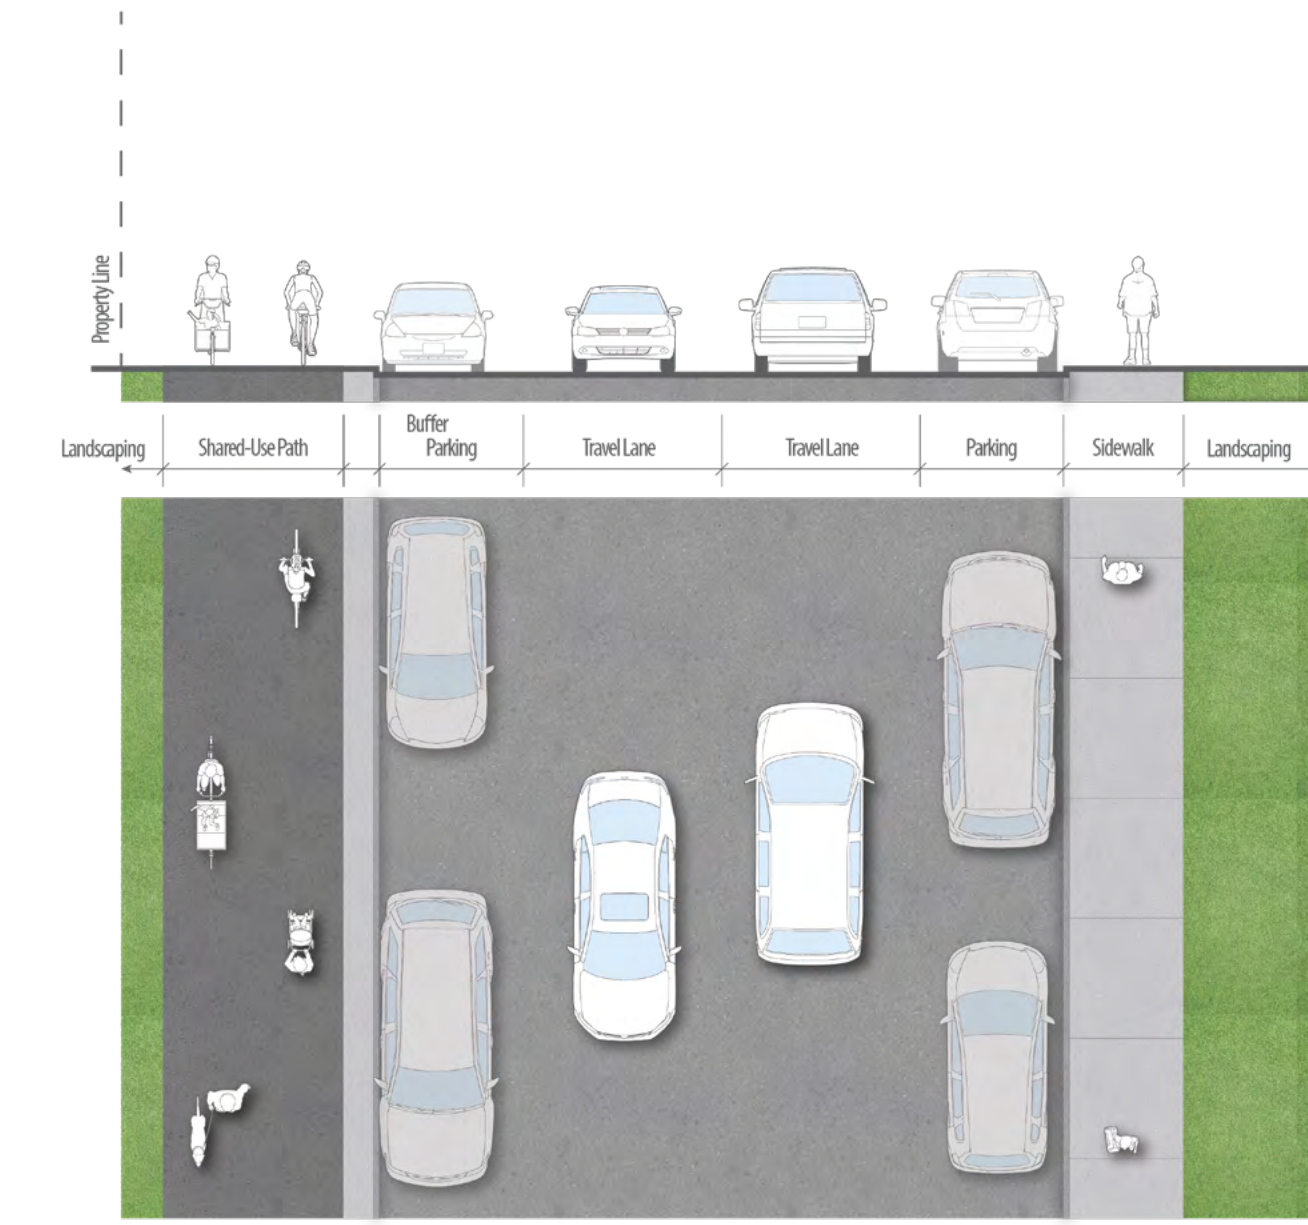 Property Line
Buffer
Landscaping Shared-Use Path Parking Travel Lane Travel Lane Parking Sidewalk Landscaping